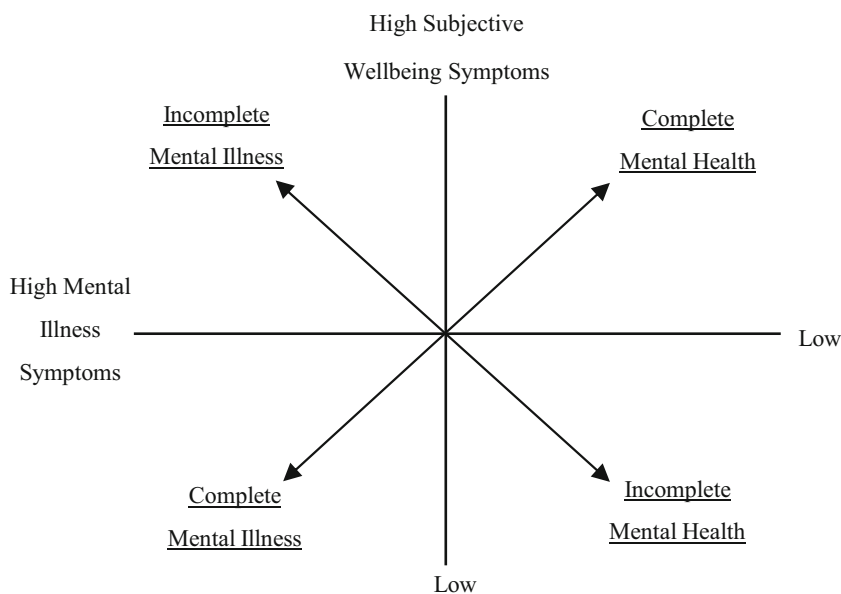 High Subjective
Wellbeing Symptoms
Incomplete
Mental Illness
Complete
Mental Health
High Mental
Illness
Symptoms
Low
Complete
Mental Illness
Incomplete
Mental Health
Low